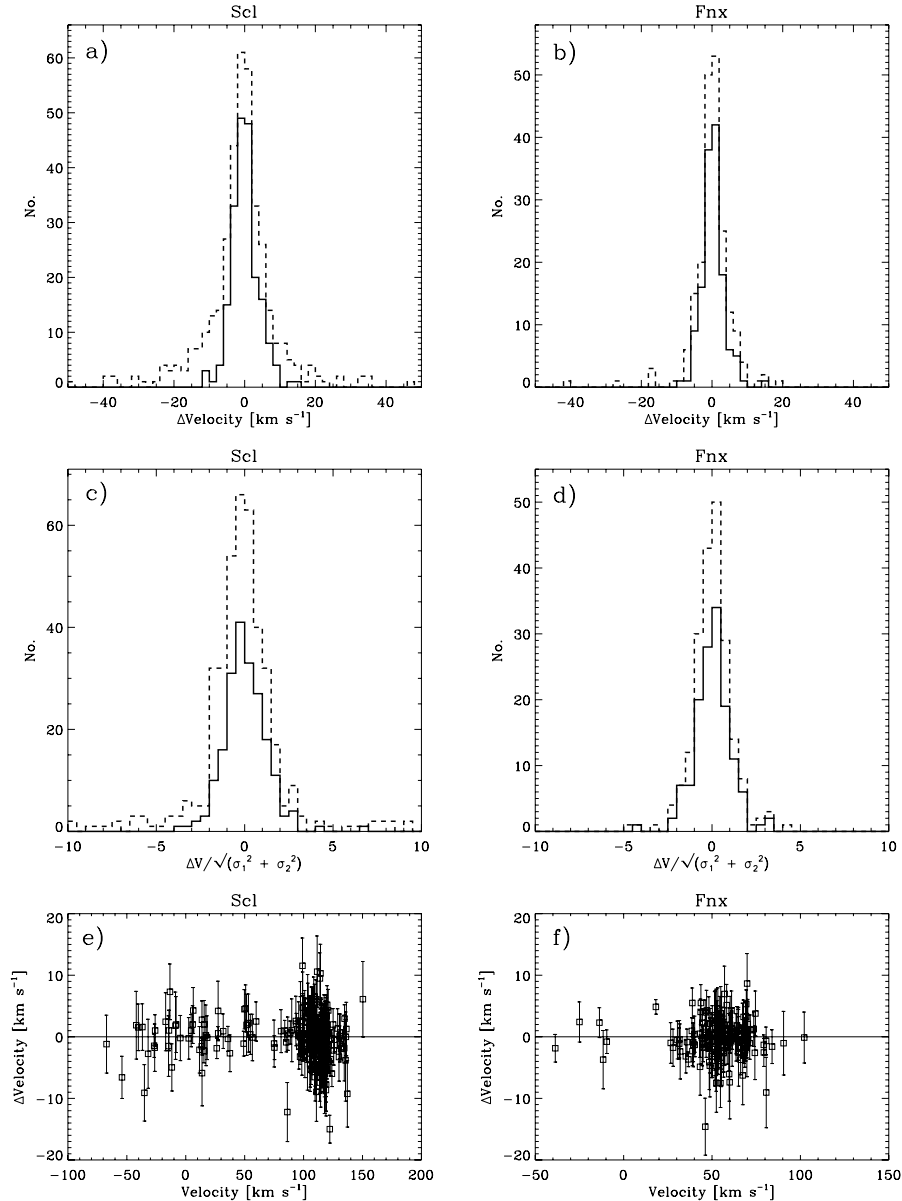 Scl
a)
No.
60
50
40
30
20
10
0
−40 −20 0 20 40
ΔVelocity [km s⁻¹]
Fnx
b)
No.
50
40
30
20
10
0
−40 −20 0 20 40
ΔVelocity [km s⁻¹]
Scl
c)
No.
60
40
20
0
−10 −5 0 5 10
ΔV/√(σ₁² + σ₂²)
Fnx
d)
No.
50
40
30
20
10
0
−10 −5 0 5 10
ΔV/√(σ₁² + σ₂²)
Scl
e)
ΔVelocity [km s⁻¹]
20
10
0
−10
−20
−100 −50 0 50 100 150 200
Velocity [km s⁻¹]
Fnx
f)
ΔVelocity [km s⁻¹]
20
10
0
−10
−20
−50 0 50 100 150
Velocity [km s⁻¹]